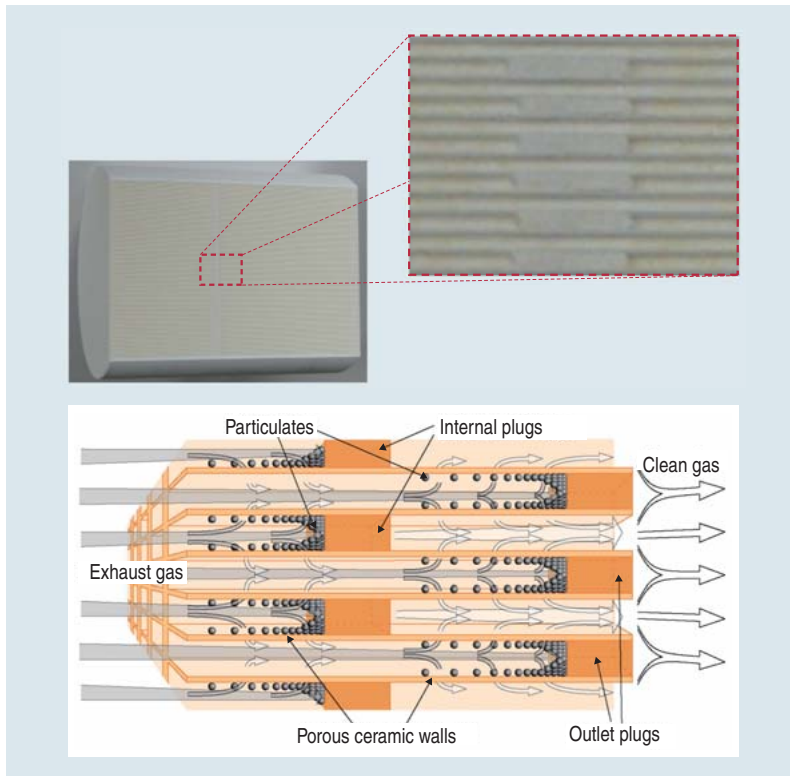 Particulates
Internal plugs
Clean gas
Exhaust gas
Porous ceramic walls
Outlet plugs